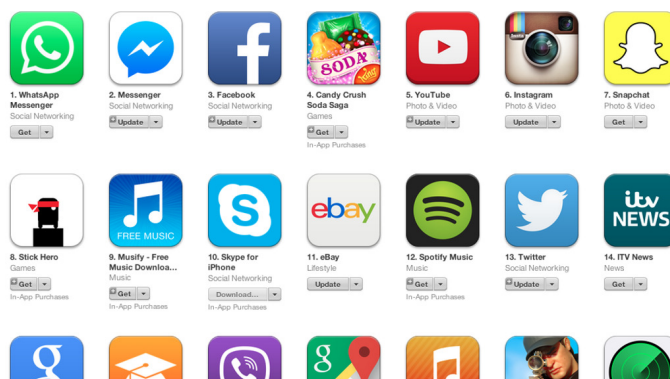 SODA
1. WhatsApp
Messenger
Social Networking
Get
2. Messenger
Social Networking
Update
3. Facebook
Social Networking
Update
4. Candy Crush
Soda Saga
Games
Get
In-App Purchases
5. YouTube
Photo & Video
Update
6. Instagram
Photo & Video
Update
7. Snapchat
Photo & Video
Get
FREE MUSIC
ebay
itv
NEWS
8. Stick Hero
Games
Get
In-App Purchases
9. Musify - Free
Music Downloa...
Music
Get
In-App Purchases
10. Skype for
iPhone
Social Networking
Download...
In-App Purchases
11. eBay
Lifestyle
Update
12. Spotify Music
Music
Get
In-App Purchases
13. Twitter
Social Networking
Update
14. ITV News
News
Get
g
g